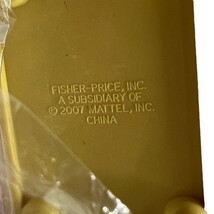 FISHER-PRICE, INC.
A SUBSIDIARY OF
© 2007 MATTEL, INC.
CHINA